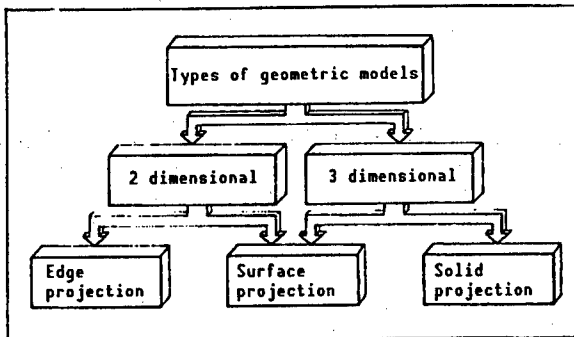 Types of geometric models
2 dimensional
3 dimensional
Edge
projection
Surface
projection
Solid
projection